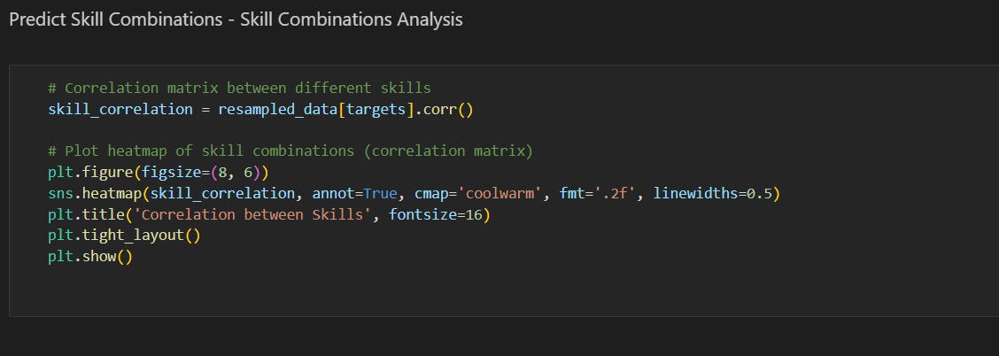 Predict Skill Combinations - Skill Combinations Analysis
# Correlation matrix between different skills
skill_correlation = resampled_data[targets].corr()
# Plot heatmap of skill combinations (correlation matrix)
plt.figure(figsize=(8, 6))
sns.heatmap(skill_correlation, annot=True, cmap='coolwarm', fmt='.2f', linewidths=0.5)
plt.title('Correlation between Skills', fontsize=16)
plt.tight_layout()
plt.show()